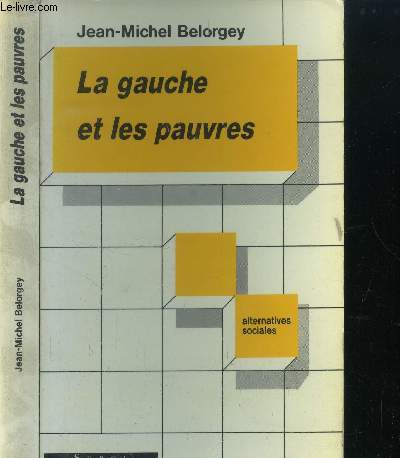 le-livre.com
Jean-Michel Belorgey
La gauche
et les pauvres
alternatives
sociales
La gauche et les pauvres
Jean-Michel Belorgey